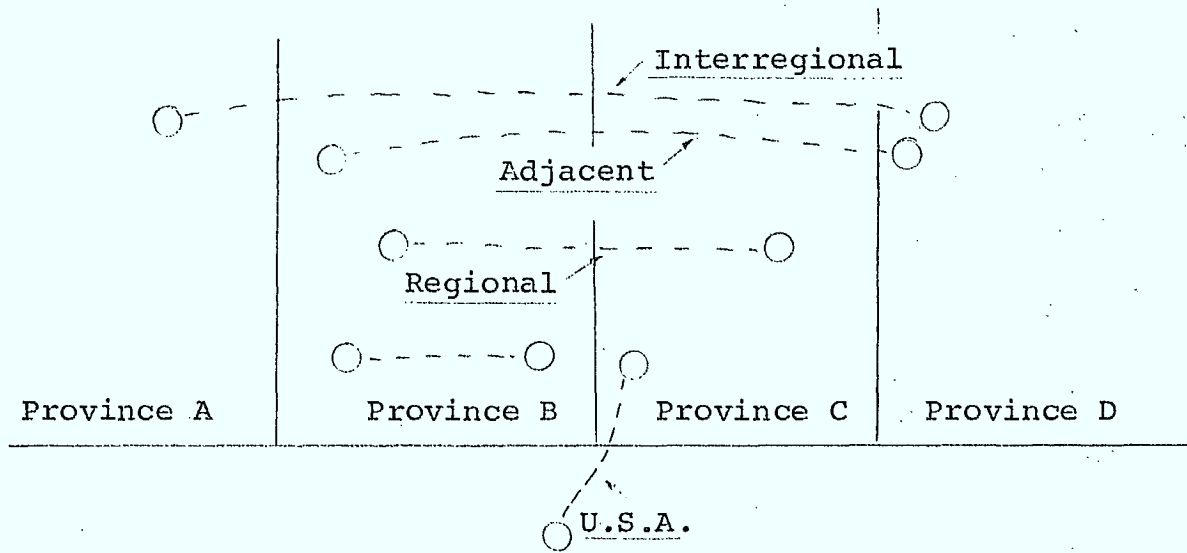 Interregional
Adjacent
Regional
Province A
Province B
Province C
Province D
U.S.A.